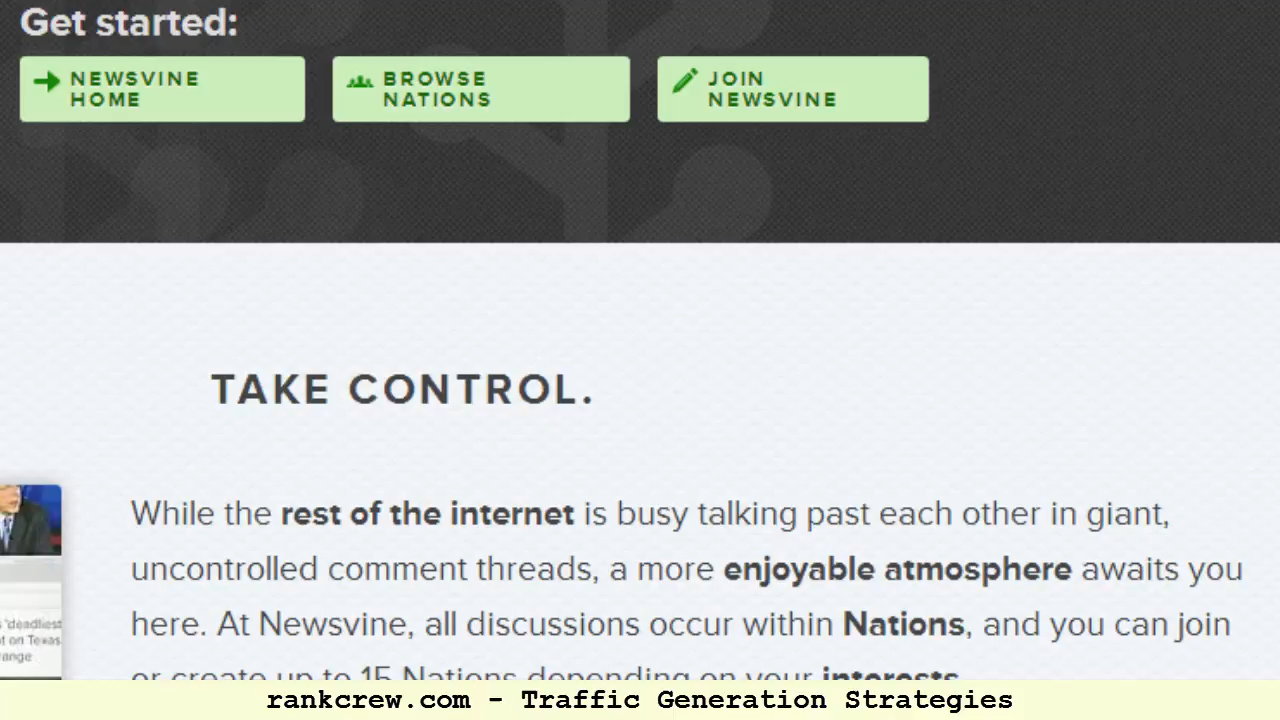 Get started:
NEWSVINE
HOME
BROWSE
NATIONS
JOIN
NEWSVINE
TAKE CONTROL.
While the rest of the internet is busy talking past each other in giant,
uncontrolled comment threads, a more enjoyable atmosphere awaits you
here. At Newsvine, all discussions occur within Nations, and you can join
or create up to 15 Nations depending on your interests.
'deadliest
on Texas
range
rankcrew.com - Traffic Generation Strategies